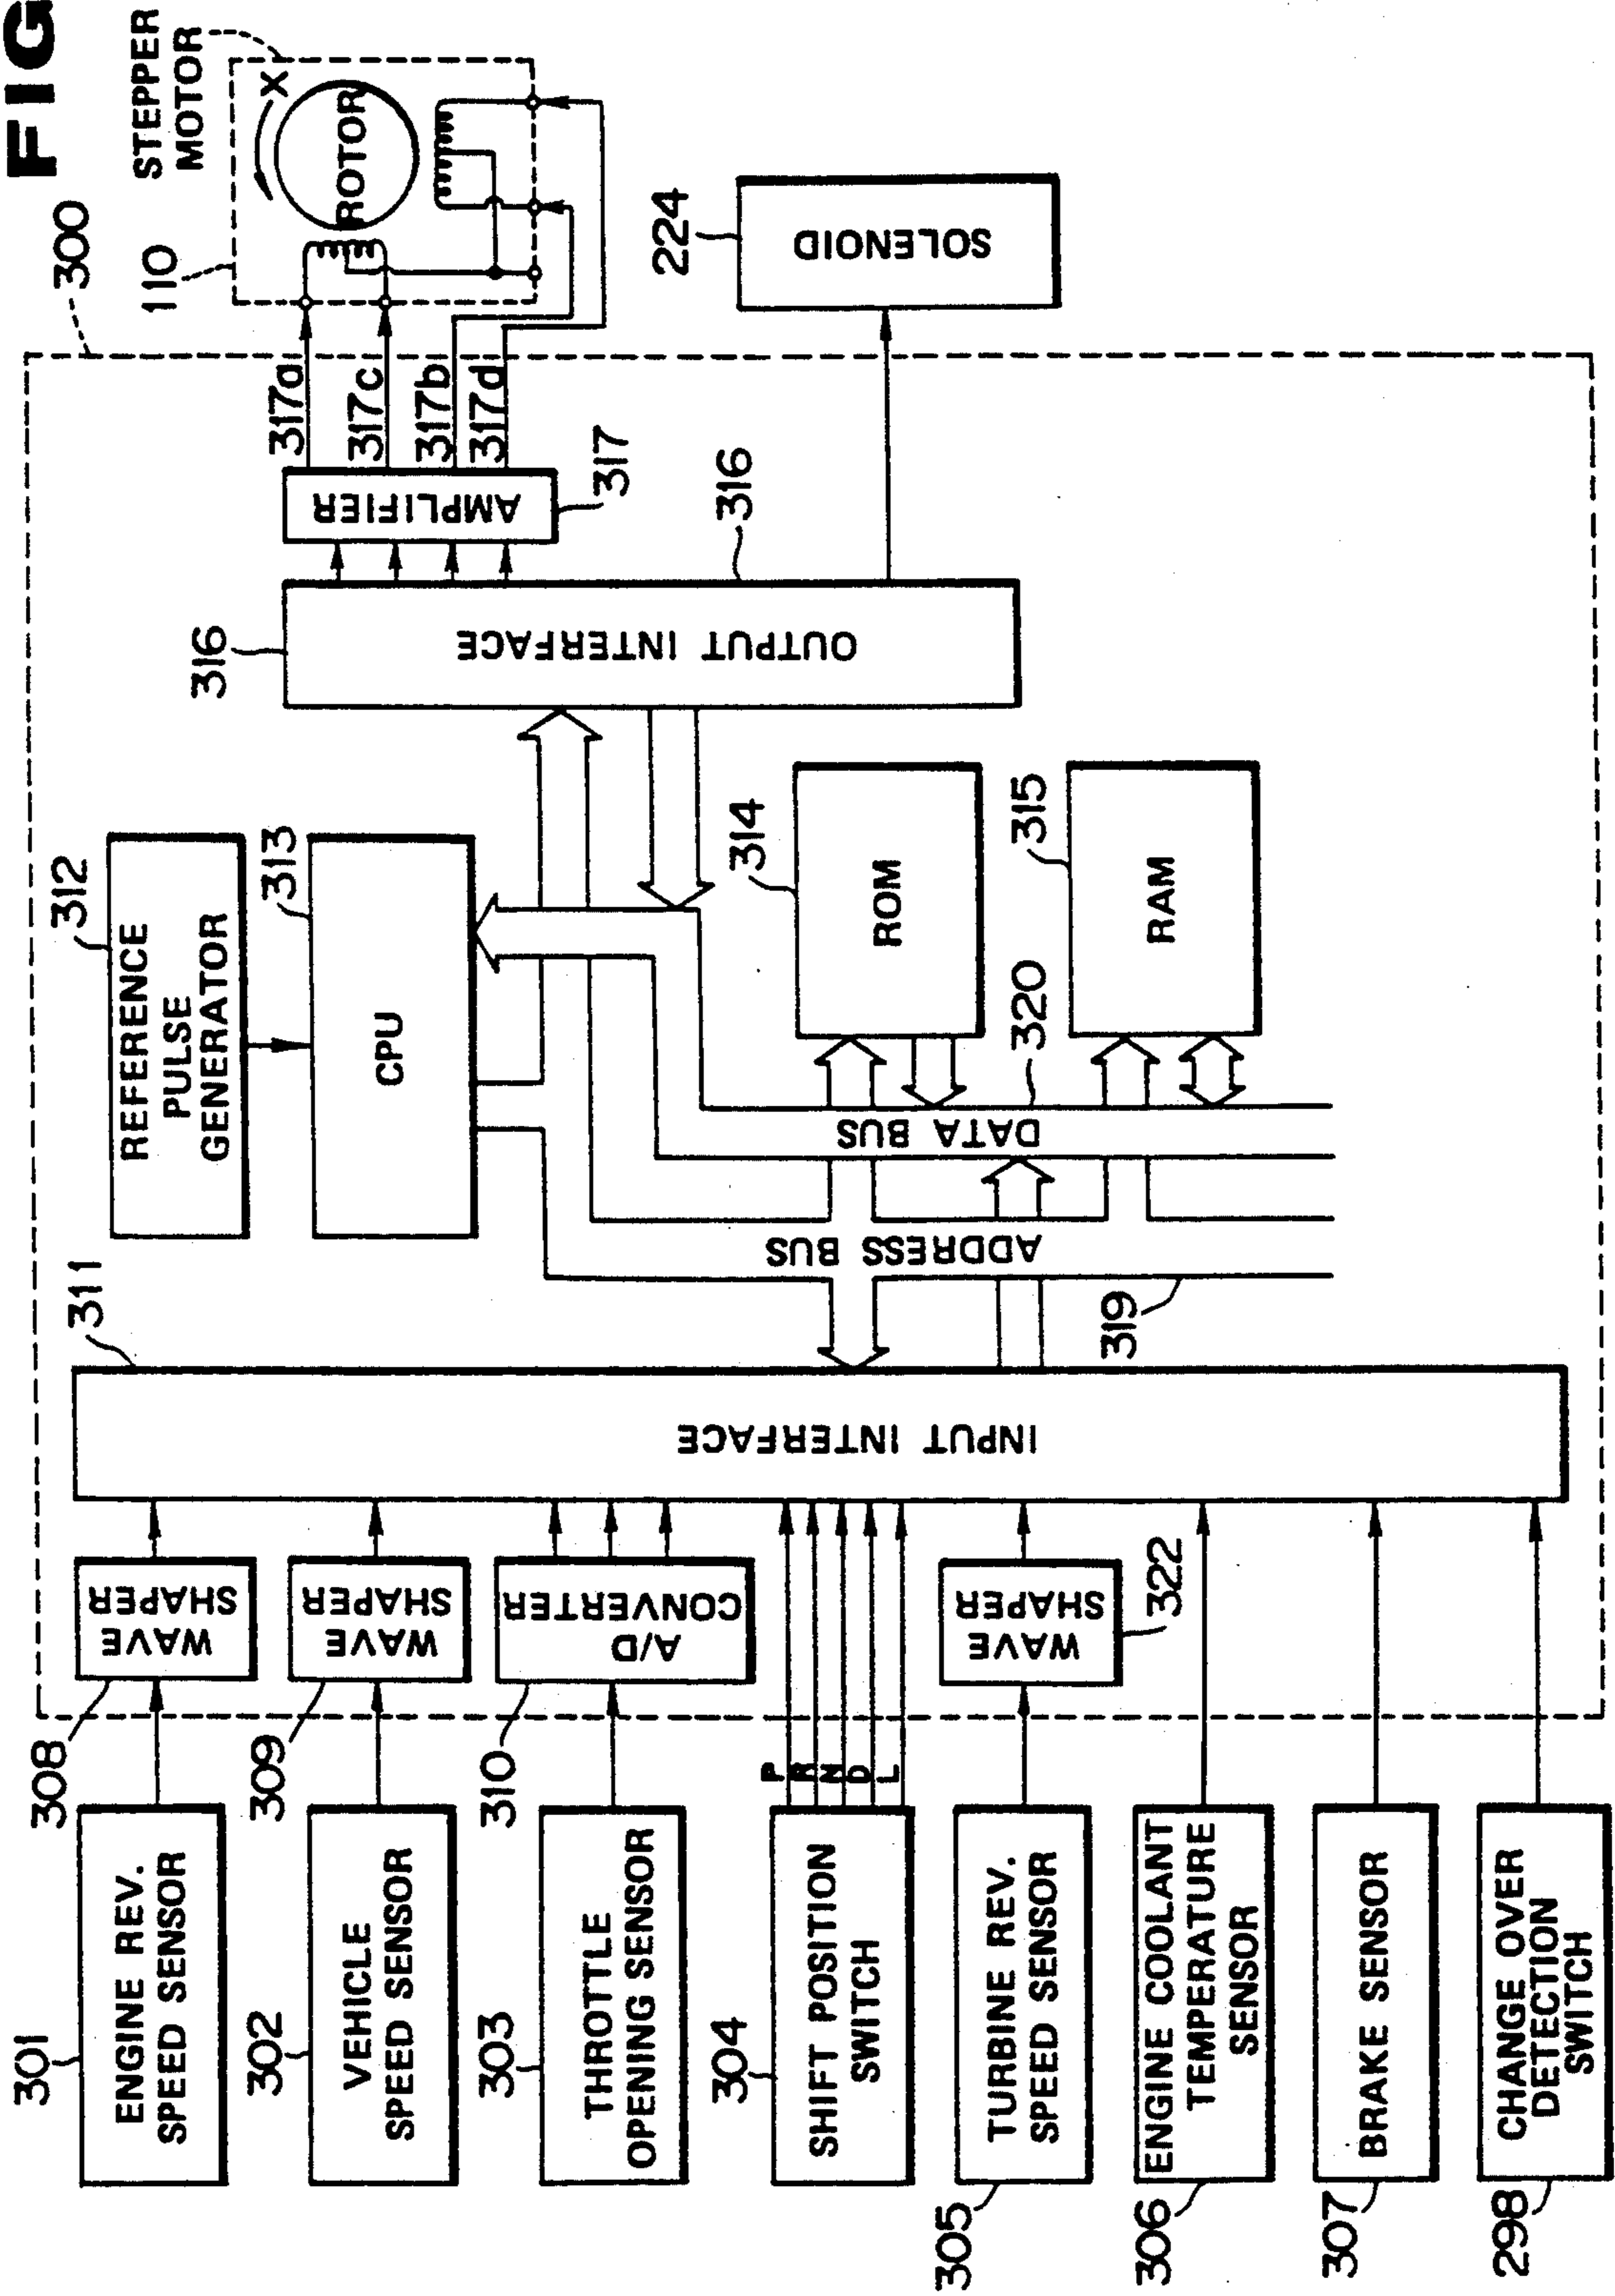 FIG
301
ENGINE REV.
SPEED SENSOR
302
VEHICLE
SPEED SENSOR
303
THROTTLE
OPENING SENSOR
304
SHIFT POSITION
SWITCH
305
TURBINE REV.
SPEED SENSOR
306
ENGINE COOLANT
TEMPERATURE
SENSOR
307
BRAKE SENSOR
298
CHANGE OVER
DETECTION
SWITCH
308
WAVE
SHAPER
309
WAVE
SHAPER
310
A/D
CONVERTER
P
R
N
D
L
WAVE
SHAPER
322
311
INPUT INTERFACE
312
REFERENCE
PULSE
GENERATOR
313
CPU
ADDRESS BUS
319
DATA BUS
320
314
ROM
315
RAM
316
OUTPUT INTERFACE
316
AMPLIFIER
317
317a
317c
317b
317d
300
110
STEPPER
MOTOR
X
ROTOR
224
SOLENOID